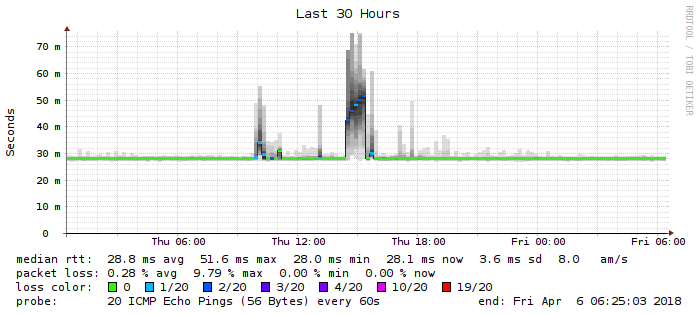 Last 30 Hours
RRDTOOL / TOBI OETIKER
Seconds
70 m
60 m
50 m
40 m
30 m
20 m
10 m
0
Thu 06:00 Thu 12:00 Thu 18:00 Fri 00:00 Fri 06:00
median rtt: 28.8 ms avg 51.6 ms max 28.0 ms min 28.1 ms now 3.6 ms sd 8.0 am/s
packet loss: 0.28 % avg 9.79 % max 0.00 % min 0.00 % now
loss color: 0 1/20 2/20 3/20 4/20 10/20 19/20
probe: 20 ICMP Echo Pings (56 Bytes) every 60s end: Fri Apr 6 06:25:03 2018